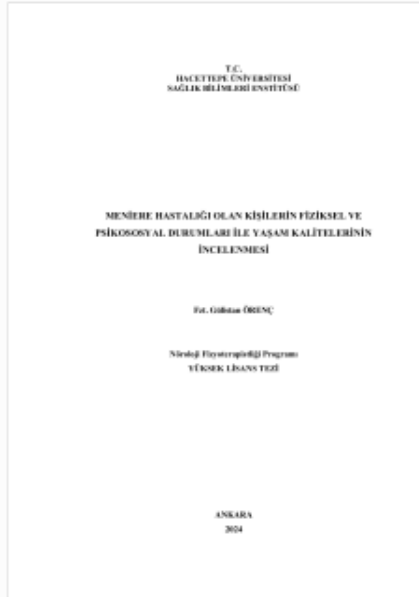 T.C.
HACETTEPE ÜNİVERSİTESİ
SAĞLIK BİLİMLERİ ENSTİTÜSÜ
MENİERE HASTALIĞI OLAN KİŞİLERİN FİZİKSEL VE
PSİKOSOSYAL DURUMLARI İLE YAŞAM KALİTELERİNİN
İNCELENMESİ
Fzt. Gülistan ÖRENÇ
Nöroloji Fizyoterapistliği Programı
YÜKSEK LİSANS TEZİ
ANKARA
2024